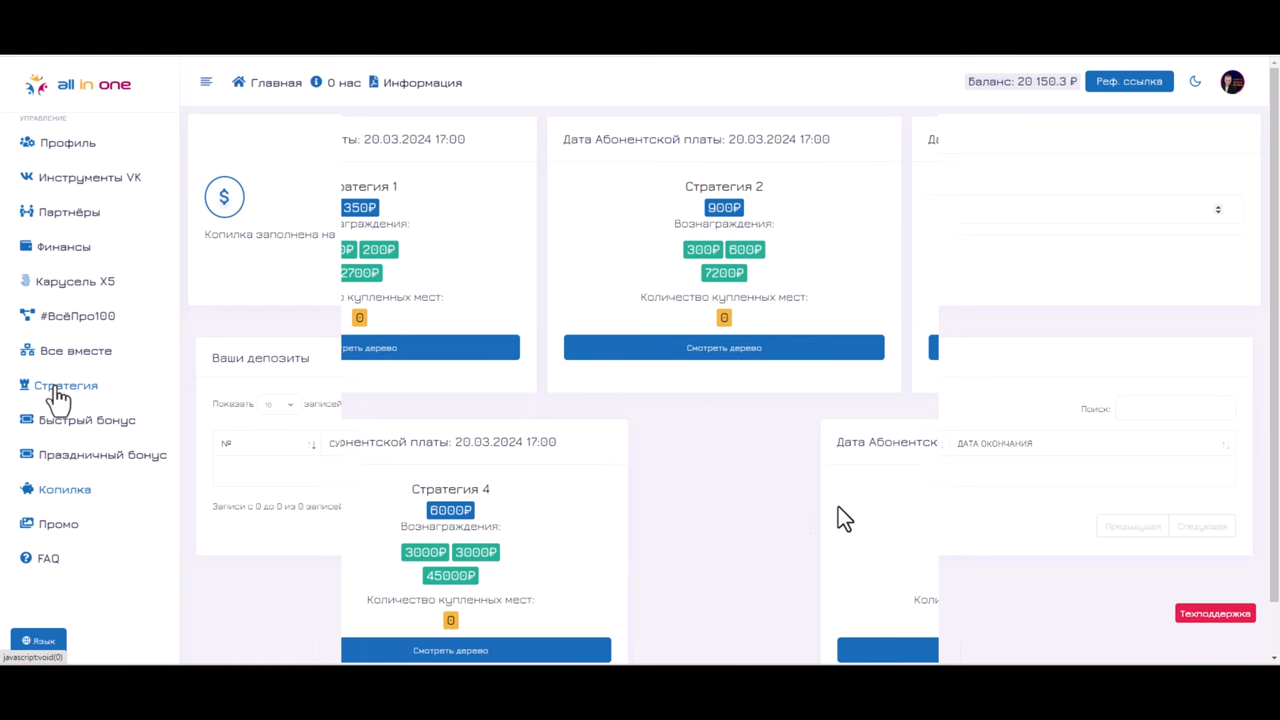 all in one
Главная О нас Информация
Баланс: 20 150.3 ₽
Реф. ссылка
УПРАВЛЕНИЕ
Профиль
Инструменты VK
Партнёры
Финансы
Карусель X5
#ВсёПро100
Все вместе
Стратегия
Быстрый бонус
Праздничный бонус
Копилка
Промо
FAQ
Язык
javascript:void(0)
$
Копилка заполнена на
Ваши депозиты
Показать 10 записей
№
Записи с 0 до 0 из 0 записей
ты: 20.03.2024 17:00
ратегия 1
350₽
граждения:
200₽
2700₽
о купленных мест:
0
реть дерево
Дата Абонентской платы: 20.03.2024 17:00
Стратегия 2
900₽
Вознаграждения:
300₽ 600₽
7200₽
Количество купленных мест:
0
Смотреть дерево
онентской платы: 20.03.2024 17:00
Стратегия 4
6000₽
Вознаграждения:
3000₽ 3000₽
45000₽
Количество купленных мест:
0
Смотреть дерево
Дата Абонентск
Поиск:
ДАТА ОКОНЧАНИЯ
Предыдущая Следующая
Техподдержка